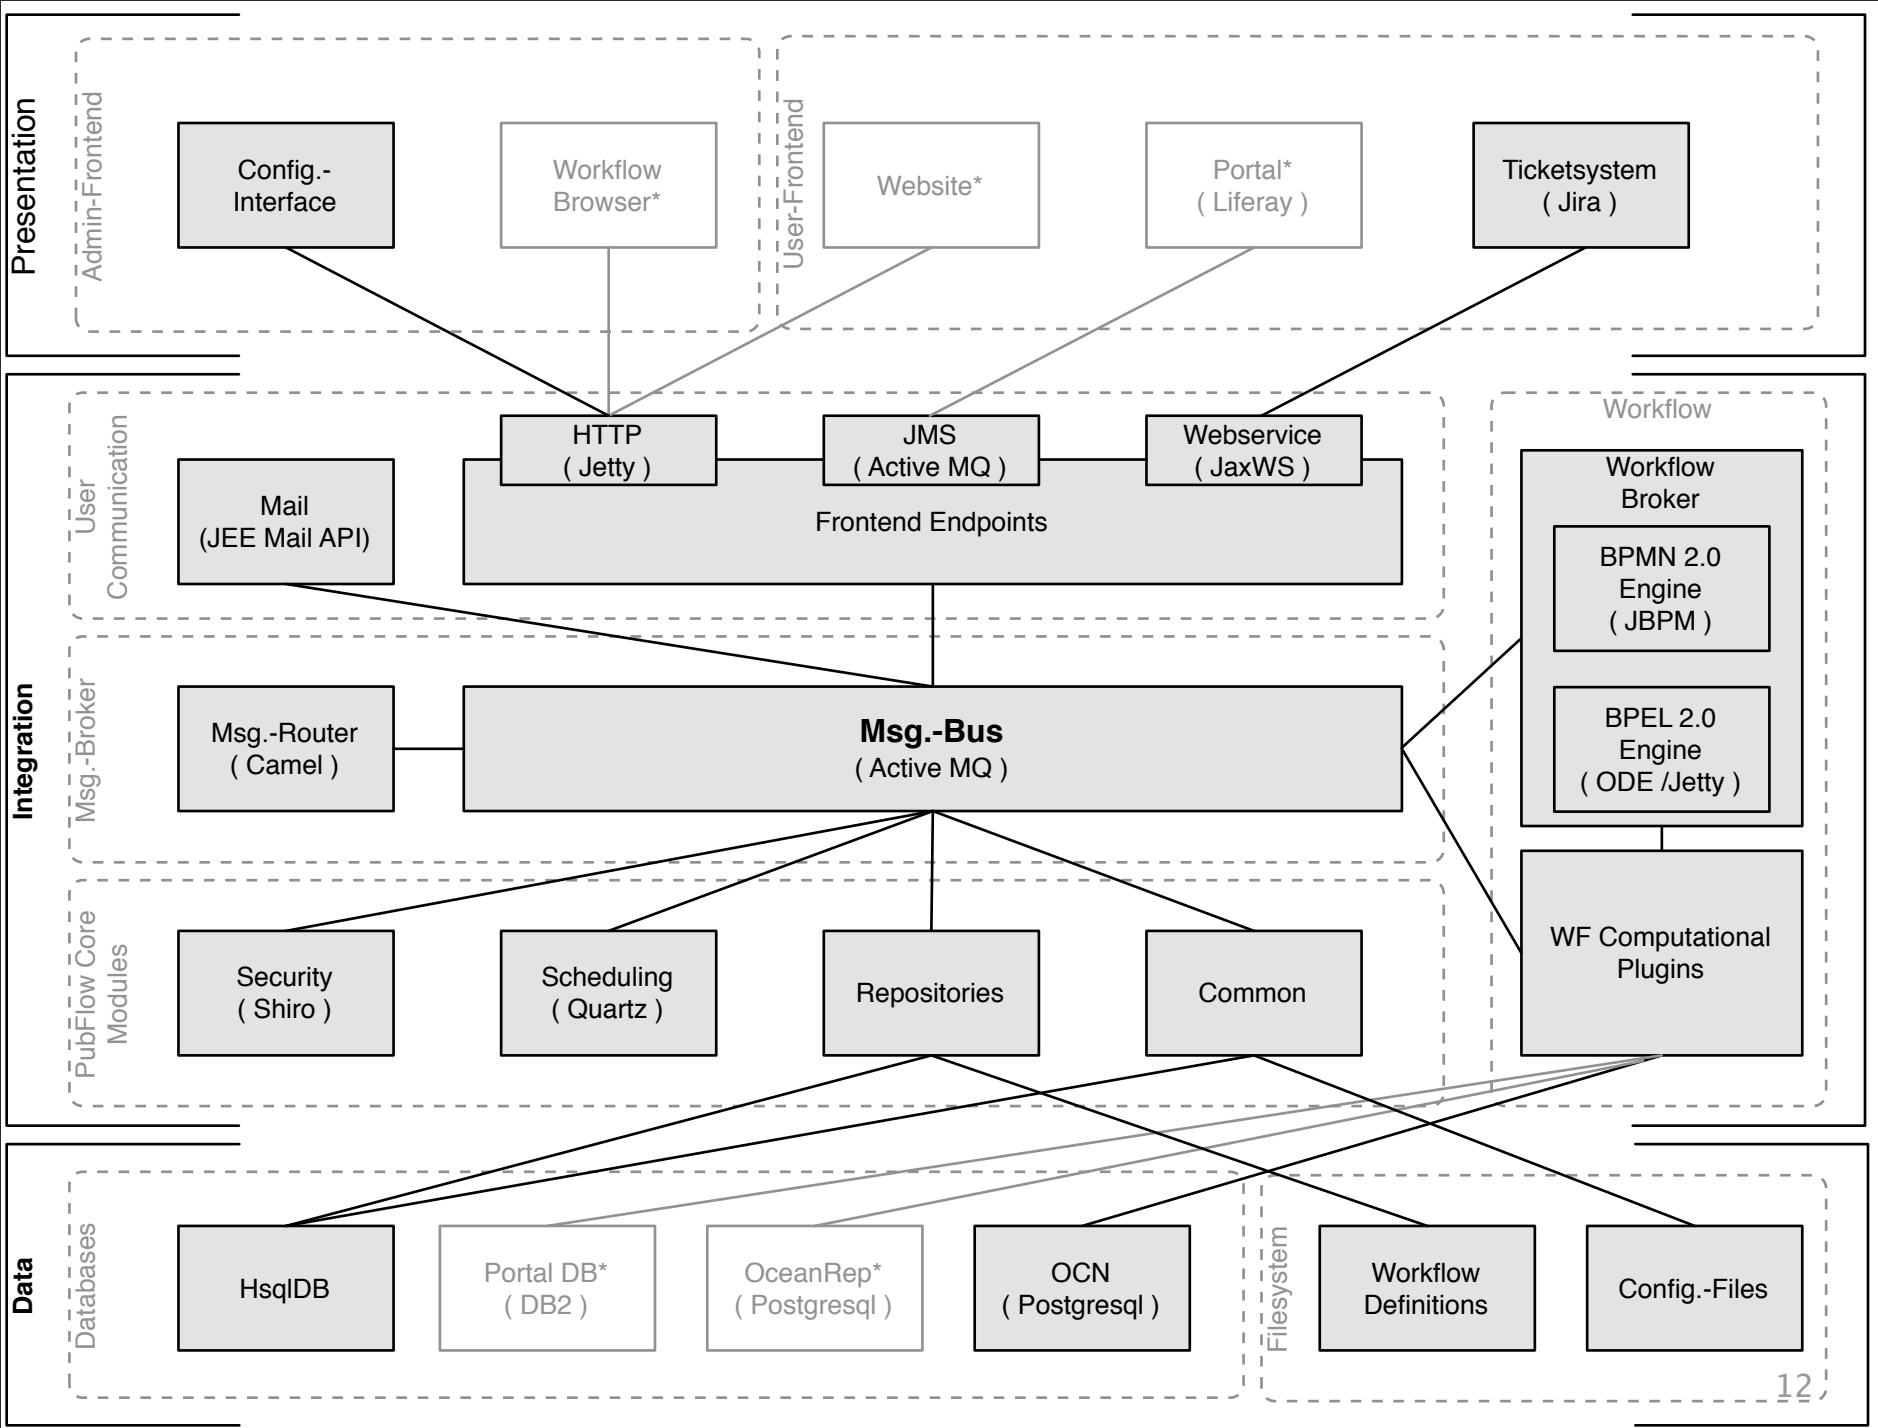 Presentation
Admin-Frontend
Config.-
Interface
Workflow
Browser*
User-Frontend
Website*
Portal*
( Liferay )
Ticketsystem
( Jira )
Integration
User
Communication
Mail
(JEE Mail API)
HTTP
( Jetty )
JMS
( Active MQ )
Webservice
( JaxWS )
Frontend Endpoints
Workflow
Workflow
Broker
BPMN 2.0
Engine
( JBPM )
BPEL 2.0
Engine
( ODE /Jetty )
Msg.-Broker
Msg.-Router
( Camel )
Msg.-Bus
( Active MQ )
PubFlow Core
Modules
Security
( Shiro )
Scheduling
( Quartz )
Repositories
Common
WF Computational
Plugins
Data
Databases
HsqlDB
Portal DB*
( DB2 )
OceanRep*
( Postgresql )
OCN
( Postgresql )
Filesystem
Workflow
Definitions
Config.-Files
12